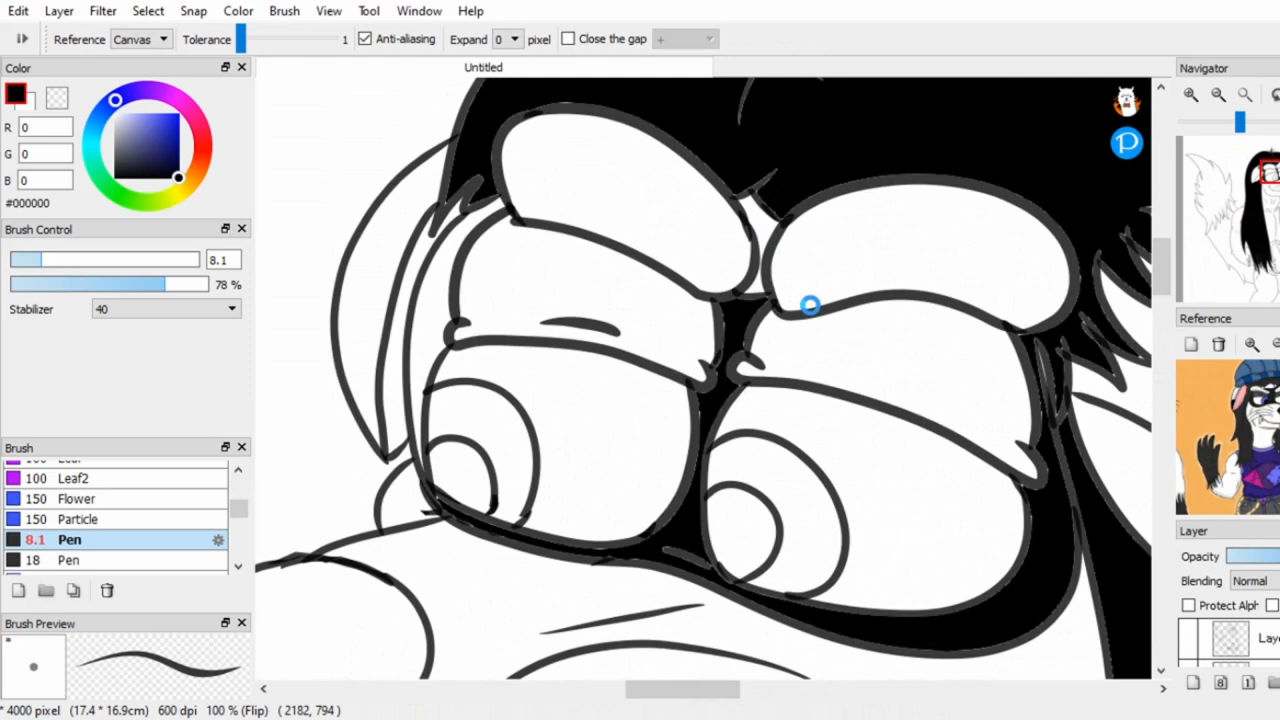 Edit Layer Filter Select Snap Color Brush View Tool Window Help
Reference Canvas Tolerance 1 Anti-aliasing Expand 0 pixel Close the gap +
Color
Untitled
Navigator
R 0
G 0
B 0
#000000
Brush Control
8.1
78 %
Stabilizer 40
Reference
Brush
100 Leaf2
150 Flower
150 Particle
8.1 Pen
18 Pen
Layer
Opacity
Blending Normal
Protect Alph
Laye
8 1
Brush Preview
* 4000 pixel (17.4 * 16.9cm) 600 dpi 100 % (Flip) ( 2182, 794 )